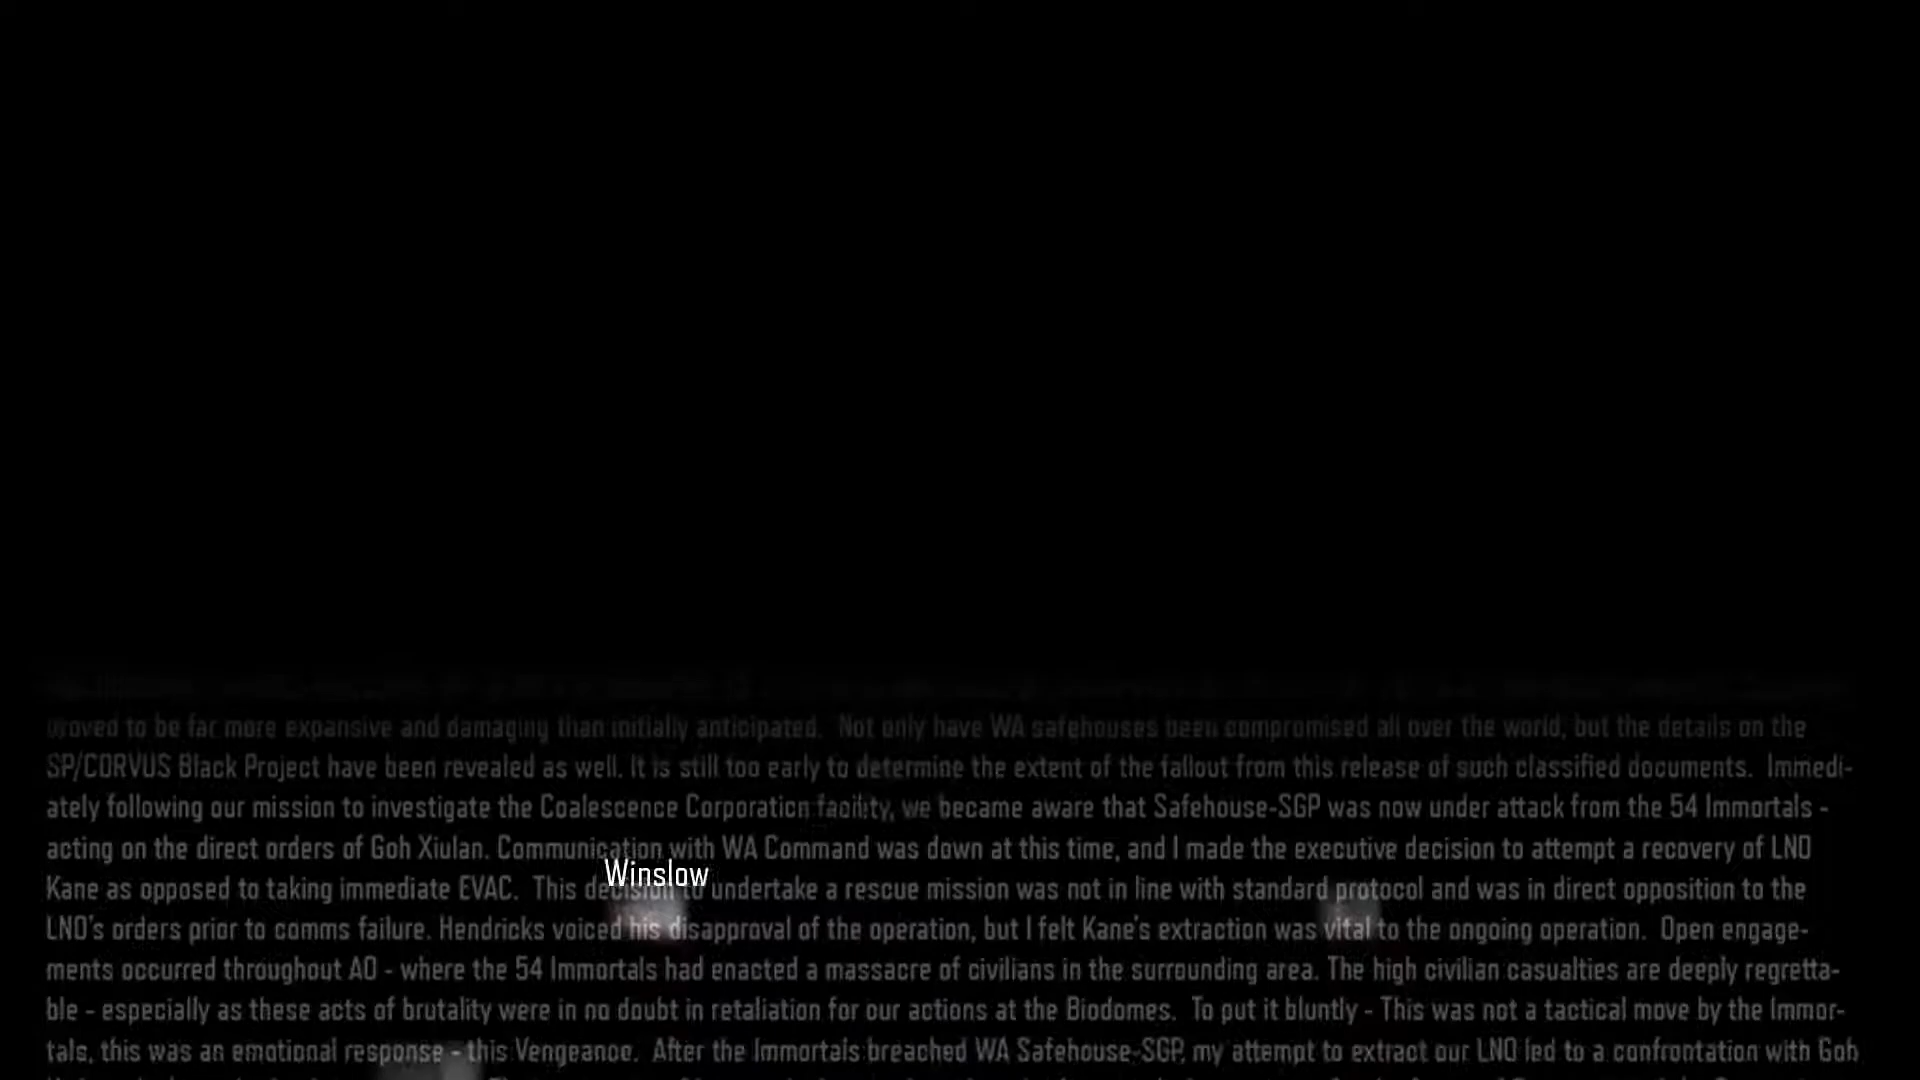 proved to be far more expansive and damaging than initially anticipated. Not only have WA safehouses been compromised all over the world, but the details on the
SP/CORVUS Black Project have been revealed as well. It is still too early to determine the extent of the fallout from this release of such classified documents. Immedi-
ately following our mission to investigate the Coalescence Corporation facility, we became aware that Safehouse-SGP was now under attack from the 54 Immortals -
acting on the direct orders of Goh Xiulan. Communication with WA Command was down at this time, and I made the executive decision to attempt a recovery of LNO
Winslow
Kane as opposed to taking immediate EVAC. This decision to undertake a rescue mission was not in line with standard protocol and was in direct opposition to the
LNO's orders prior to comms failure. Hendricks voiced his disapproval of the operation, but I felt Kane's extraction was vital to the ongoing operation. Open engage-
ments occurred throughout AO - where the 54 Immortals had enacted a massacre of civilians in the surrounding area. The high civilian casualties are deeply regretta-
ble - especially as these acts of brutality were in no doubt in retaliation for our actions at the Biodomes. To put it bluntly - This was not a tactical move by the Immor-
tals, this was an emotional response - this Vengeance. After the Immortals breached WA Safehouse-SGP, my attempt to extract our LNO led to a confrontation with Goh